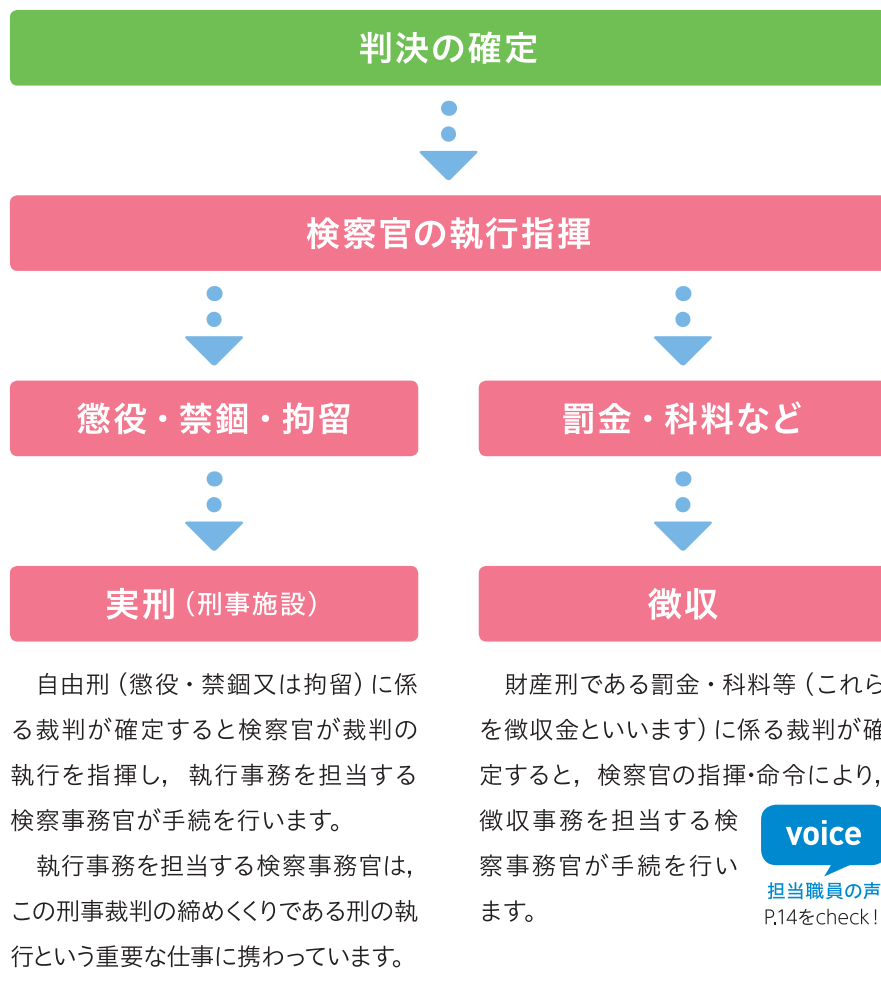 判決の確定
検察官の執行指揮
懲役・禁錮・拘留
罰金・科料など
実刑（刑事施設）
徴収
自由刑（懲役・禁錮又は拘留）に係
る裁判が確定すると検察官が裁判の
執行を指揮し，執行事務を担当する
検察事務官が手続を行います。
執行事務を担当する検察事務官は，
この刑事裁判の締めくくりである刑の執
行という重要な仕事に携わっています。
財産刑である罰金・科料等（これら
を徴収金といいます）に係る裁判が確
定すると，検察官の指揮・命令により，
徴収事務を担当する検
察事務官が手続を行い
ます。
voice
担当職員の声
P.14をcheck！